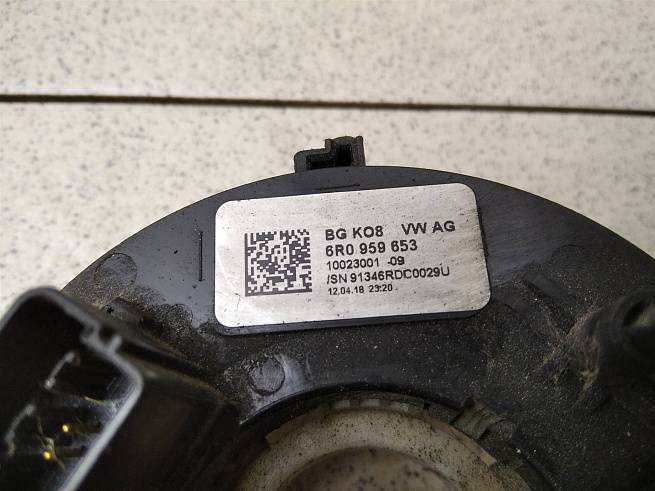 BG KO8 VW AG
6R0 959 653
10023001 -09
/SN 91346RDC0029U
12.04.18 23:20